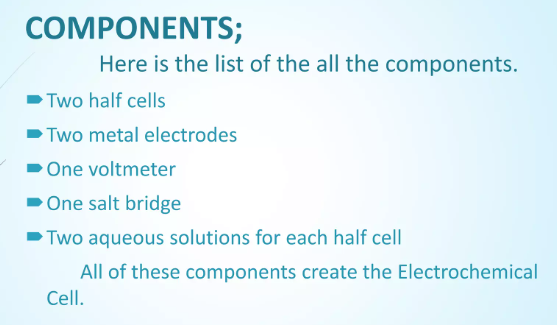 COMPONENTS;
Here is the list of the all the components.
Two half cells
Two metal electrodes
One voltmeter
One salt bridge
Two aqueous solutions for each half cell
All of these components create the Electrochemical
Cell.